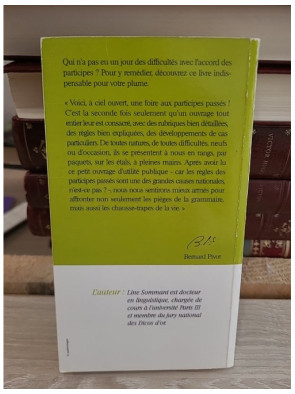 Qui n'a pas eu un jour des difficultés avec l'accord des
participes ? Pour y remédier, découvrez ce livre indis-
pensable pour votre plume.
« Voici, à ciel ouvert, une foire aux participes passés !
C'est la seconde fois seulement qu'un ouvrage tout
entier leur est consacré, avec des rubriques bien détaillées,
des règles bien expliquées, des développements de cas
particuliers. De toutes natures, de toutes difficultés, neufs
ou d'occasion, ils se présentent à nous en rangs, par
paquets, sur les étals, à pleines mains. Après avoir lu
ce petit ouvrage d'utilité publique - car les règles des
participes passés sont une des grandes causes nationales,
n'est-ce pas ? -, nous nous sentirons mieux armés pour
affronter non seulement les pièges de la grammaire,
mais aussi les chausse-trapes de la vie. »
Bernard Pivot
L'auteur : Line Sommant est docteur
en linguistique, chargée de
cours à l'université Paris III
et membre du jury national
des Dicos d'or
VICTOR